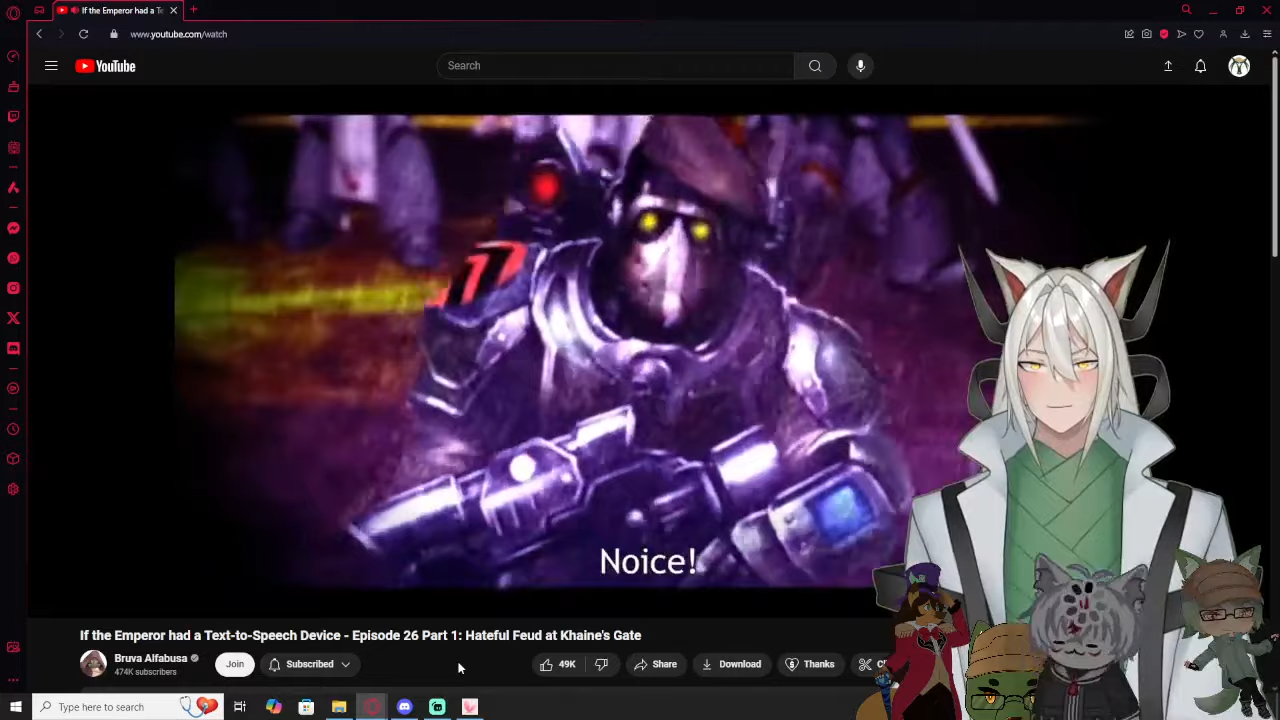 If the Emperor had a Te
www.youtube.com/watch
YouTube
Search
Noice!
If the Emperor had a Text-to-Speech Device - Episode 26 Part 1: Hateful Feud at Khaine's Gate
Bruva Alfabusa
474K subscribers
Join
Subscribed
49K
Share
Download
Thanks
Type here to search